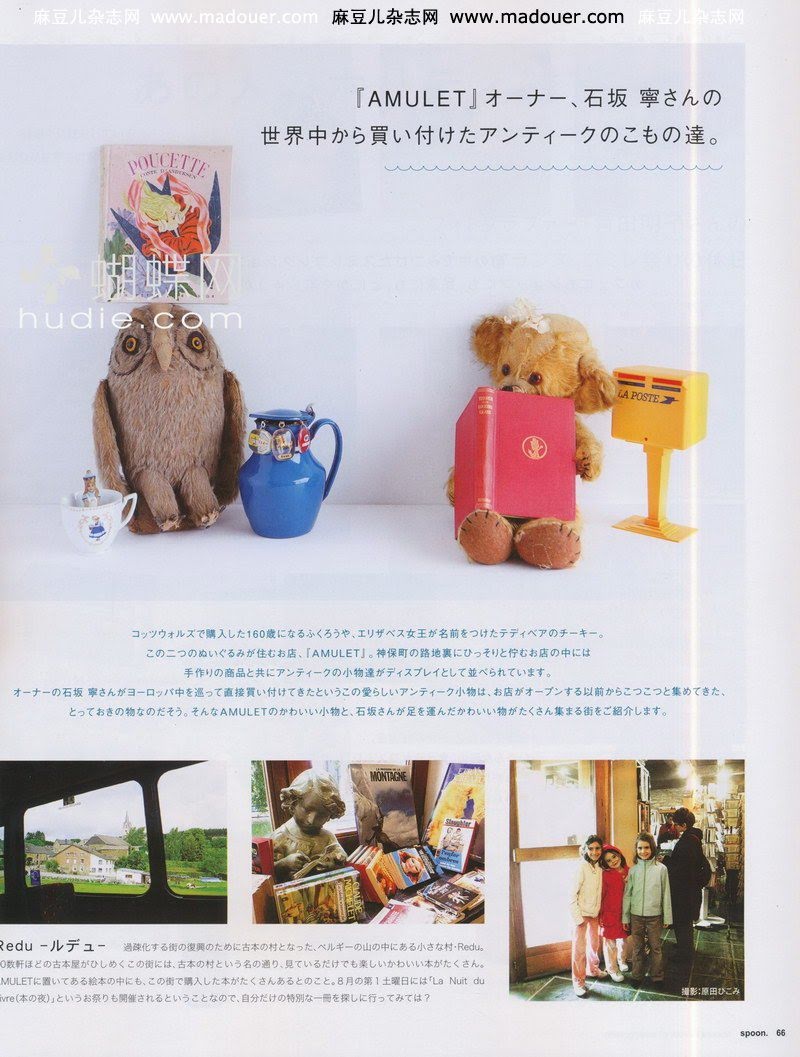 麻豆儿杂志网 www.madouer.com 麻豆儿杂志网 www.madouer.com 麻豆儿杂志网
『AMULET』オーナー、石坂 寧さんの
世界中から買い付けたアンティークのこもの達。
POUCETTE
CONTE D'ANDERSEN
蝴蝶网
hudie.com
LA POSTE
コッツウォルズで購入した160歳になるふくろうや、エリザベス女王が名前をつけたテディベアのチーキー。
この二つのぬいぐるみが住むお店、『AMULET』。神保町の路地裏にひっそりと佇むお店の中には
手作りの商品と共にアンティークの小物達がディスプレイとして並べられています。
オーナーの石坂 寧さんがヨーロッパ中を巡って直接買い付けてきたというこの愛らしいアンティーク小物は、お店がオープンする以前からこつこつと集めてきた、
とっておきの物なのだそう。そんなAMULETのかわいい小物と、石坂さんが足を運んだかわいい物がたくさん集まる街をご紹介します。
MONTAGNE
Slaughter
CLAUDE
撮影:原田ひこみ
Redu -ルデュ-
過疎化する街の復興のために古本の村となった、ベルギーの山の中にある小さな村・Redu。
0数軒ほどの古本屋がひしめくこの街には、古本の村という名の通り、見ているだけでも楽しいかわいい本がたくさん。
AMULETに置いてある絵本の中にも、この街で購入した本がたくさんあるとのこと。8月の第1土曜日には「La Nuit du
ivre(本の夜)」というお祭りも開催されるということなので、自分だけの特別な一冊を探しに行ってみては?
spoon. 66